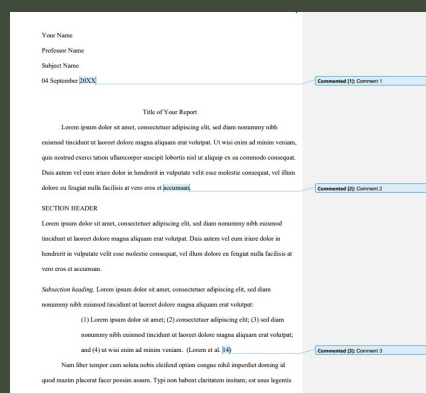 Your Name
Professor Name
Subject Name
04 September 20XX
Commented [1]: Comment 1
Title of Your Report
Lorem ipsum dolor sit amet, consectetuer adipiscing elit, sed diam nonummy nibh
euismod tincidunt ut laoreet dolore magna aliquam erat volutpat. Ut wisi enim ad minim veniam,
quis nostrud exerci tation ullamcorper suscipit lobortis nisl ut aliquip ex ea commodo consequat.
Duis autem vel eum iriure dolor in hendrerit in vulputate velit esse molestie consequat, vel illum
dolore eu feugiat nulla facilisis at vero eros et accumsan.
Commented [2]: Comment 2
SECTION HEADER
Lorem ipsum dolor sit amet, consectetuer adipiscing elit, sed diam nonummy nibh euismod
tincidunt ut laoreet dolore magna aliquam erat volutpat. Duis autem vel eum iriure dolor in
hendrerit in vulputate velit esse molestie consequat, vel illum dolore eu feugiat nulla facilisis at
vero eros et accumsan.
Subsection heading. Lorem ipsum dolor sit amet, consectetuer adipiscing elit, sed diam
nonummy nibh euismod tincidunt ut laoreet dolore magna aliquam erat volutpat:
(1) Lorem ipsum dolor sit amet; (2) consectetuer adipiscing elit; (3) sed diam
nonummy nibh euismod tincidunt ut laoreet dolore magna aliquam erat volutpat;
and (4) ut wisi enim ad minim veniam. (Lorem et al. 14)
Commented [3]: Comment 3
Nam liber tempor cum soluta nobis eleifend option congue nihil imperdiet doming id
quod mazim placerat facer possim assum. Typi non habent claritatem insitam; est usus legentis